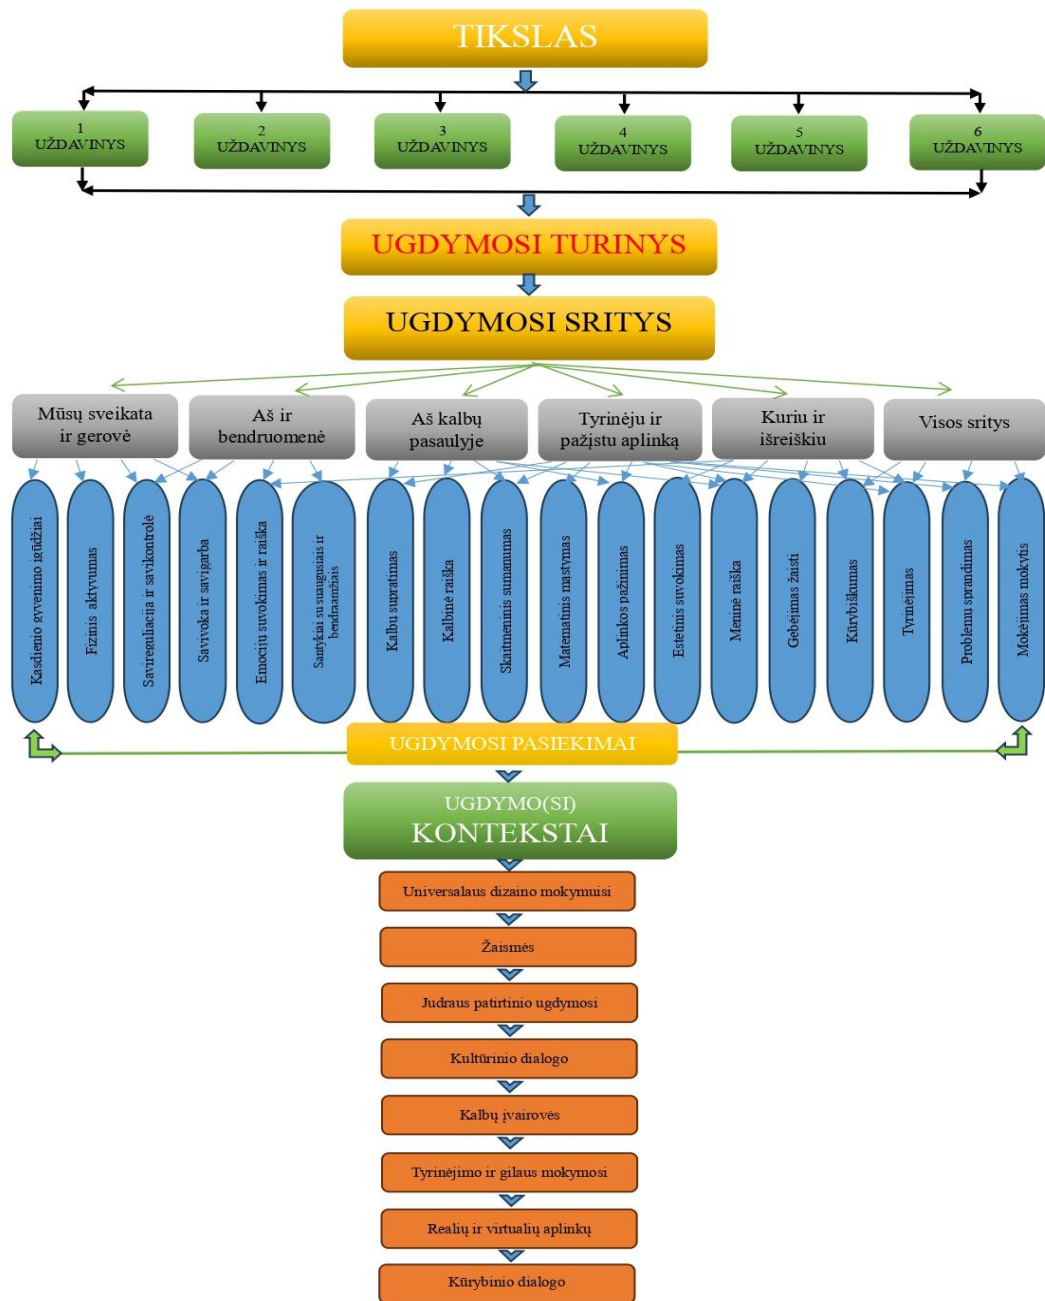 TIKSLAS
1
UŽDAVINYS
2
UŽDAVINYS
3
UŽDAVINYS
4
UŽDAVINYS
5
UŽDAVINYS
6
UŽDAVINYS
UGDYMOSI TURINYS
UGDYMOSI SRITYS
Mūsų sveikata
ir gerovė
Aš ir
bendruomenė
Aš kalbų
pasaulyje
Tyrinėju ir
pažįstu aplinką
Kuriu ir
išreiškiu
Visos sritys
Kasdienio gyvenimo įgūdžiai
Fizinis aktyvumas
Savireguliacija ir savikontrolė
Savivoka ir savigarba
Emocijų suvokimas ir raiška
Santykiai su suaugusiais ir
bendraamžiais
Kalbų supratimas
Kalbinė raiška
Skaitmeninis sumanumas
Matematinis mąstymas
Aplinkos pažinimas
Estetinis suvokimas
Meninė raiška
Gebėjimas žaisti
Kūrybiškumas
Tyrinėjimas
Problemų sprandimas
Mokėjimas mokytis
UGDYMOSI PASIEKIMAI
UGDYMO(SI)
KONTEKSTAI
Universalaus dizaino mokymuisi
Žaismės
Judraus patirtinio ugdymosi
Kultūrinio dialogo
Kalbų įvairovės
Tyrinėjimo ir gilaus mokymosi
Realių ir virtualių aplinkų
Kūrybinio dialogo